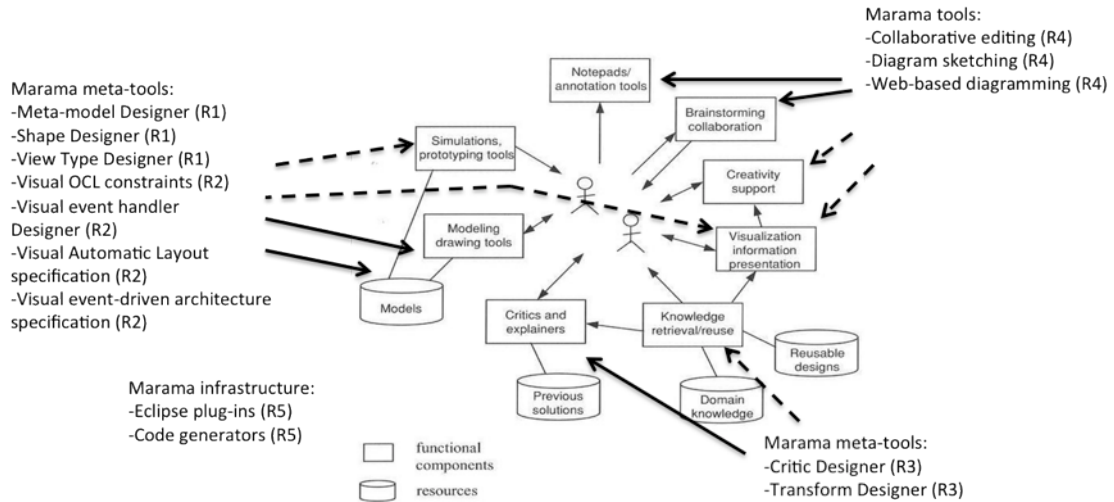 Marama tools:
-Collaborative editing (R4)
-Diagram sketching (R4)
-Web-based diagramming (R4)
Marama meta-tools:
-Meta-model Designer (R1)
-Shape Designer (R1)
-View Type Designer (R1)
-Visual OCL constraints (R2)
-Visual event handler
Designer (R2)
-Visual Automatic Layout
specification (R2)
-Visual event-driven architecture
specification (R2)
Notepads/
annotation tools
Brainstorming
collaboration
Simulations,
prototyping tools
Creativity
support
Modeling
drawing tools
Visualization
information
presentation
Models
Critics and
explainers
Knowledge
retrieval/reuse
Reusable
designs
Previous
solutions
Domain
knowledge
Marama infrastructure:
-Eclipse plug-ins (R5)
-Code generators (R5)
functional
components
resources
Marama meta-tools:
-Critic Designer (R3)
-Transform Designer (R3)